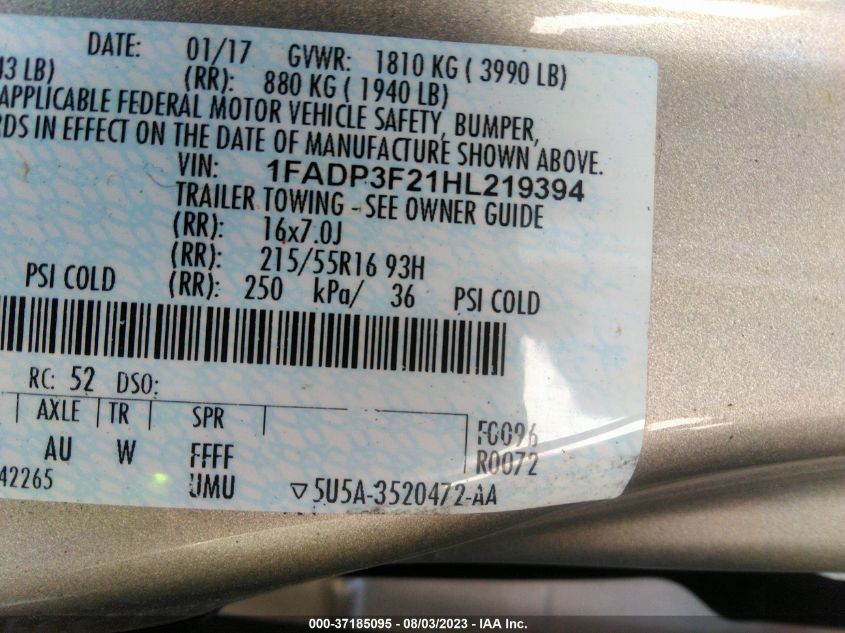 DATE: 01/17 GVWR: 1810 KG ( 3990 LB)
3 LB) (RR): 880 KG ( 1940 LB)
APPLICABLE FEDERAL MOTOR VEHICLE SAFETY, BUMPER,
RDS IN EFFECT ON THE DATE OF MANUFACTURE SHOWN ABOVE.
VIN: 1FADP3F21HL219394
TRAILER TOWING - SEE OWNER GUIDE
(RR): 16x7.0J
(RR): 215/55R16 93H
PSI COLD (RR): 250 kPa/ 36 PSI COLD
RC: 52 DSO:
AXLE TR SPR
AU W FFFF F0096
42265 UMU R0072
▽5U5A-3520472-AA
000-37185095 - 08/03/2023 - IAA Inc.